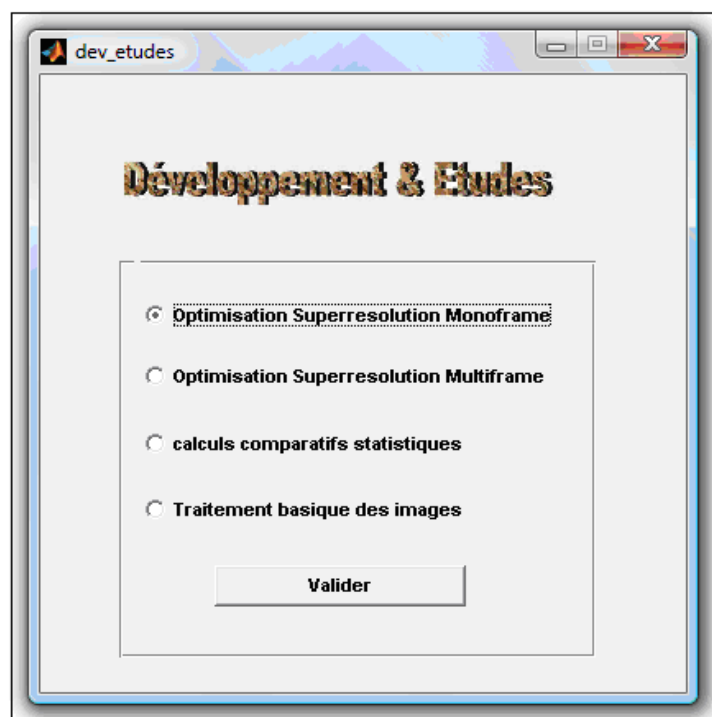 dev_etudes
Développement & Etudes
Optimisation Superresolution Monoframe
Optimisation Superresolution Multiframe
calculs comparatifs statistiques
Traitement basique des images
Valider